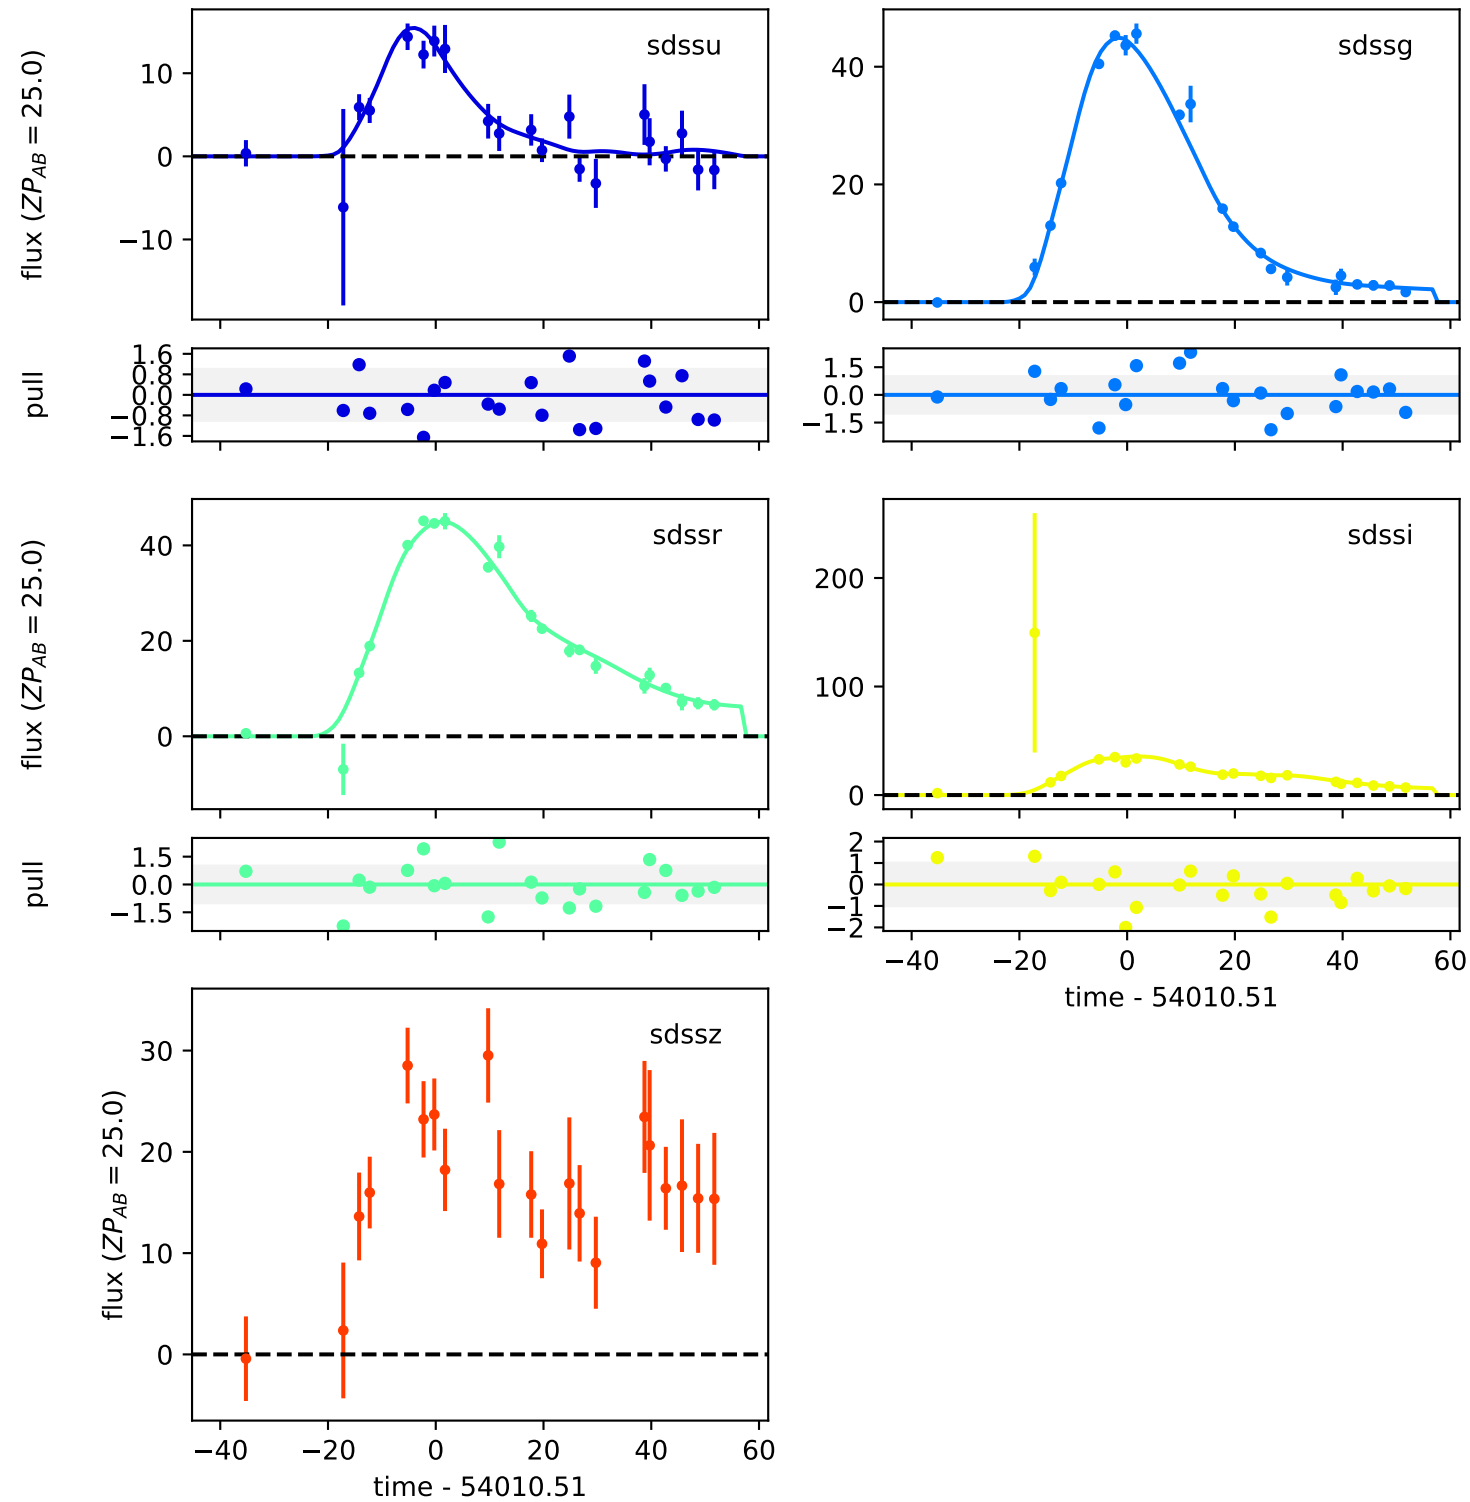 flux (ZP_AB = 25.0)
10
0
−10
sdssu
40
20
0
sdssg
pull
1.6
0.8
0.0
−0.8
−1.6
1.5
0.0
−1.5
flux (ZP_AB = 25.0)
40
20
0
sdssr
200
100
0
sdssi
pull
1.5
0.0
−1.5
2
1
0
−1
−2
−40 −20 0 20 40 60
time - 54010.51
flux (ZP_AB = 25.0)
30
20
10
0
sdssz
−40 −20 0 20 40 60
time - 54010.51